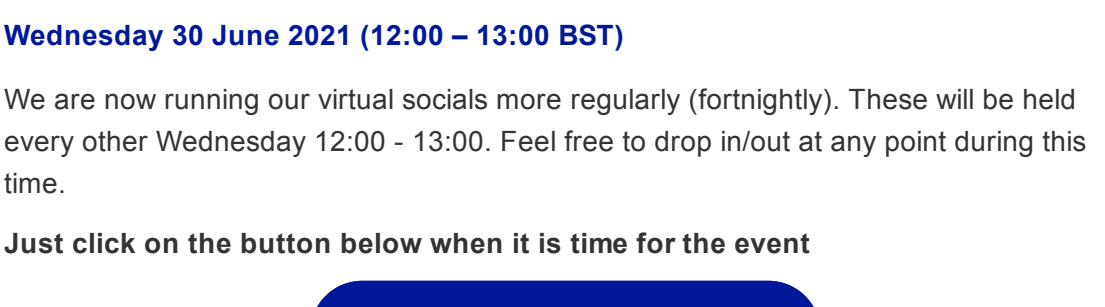 Wednesday 30 June 2021 (12:00 – 13:00 BST)
We are now running our virtual socials more regularly (fortnightly). These will be held
every other Wednesday 12:00 - 13:00. Feel free to drop in/out at any point during this
time.
Just click on the button below when it is time for the event